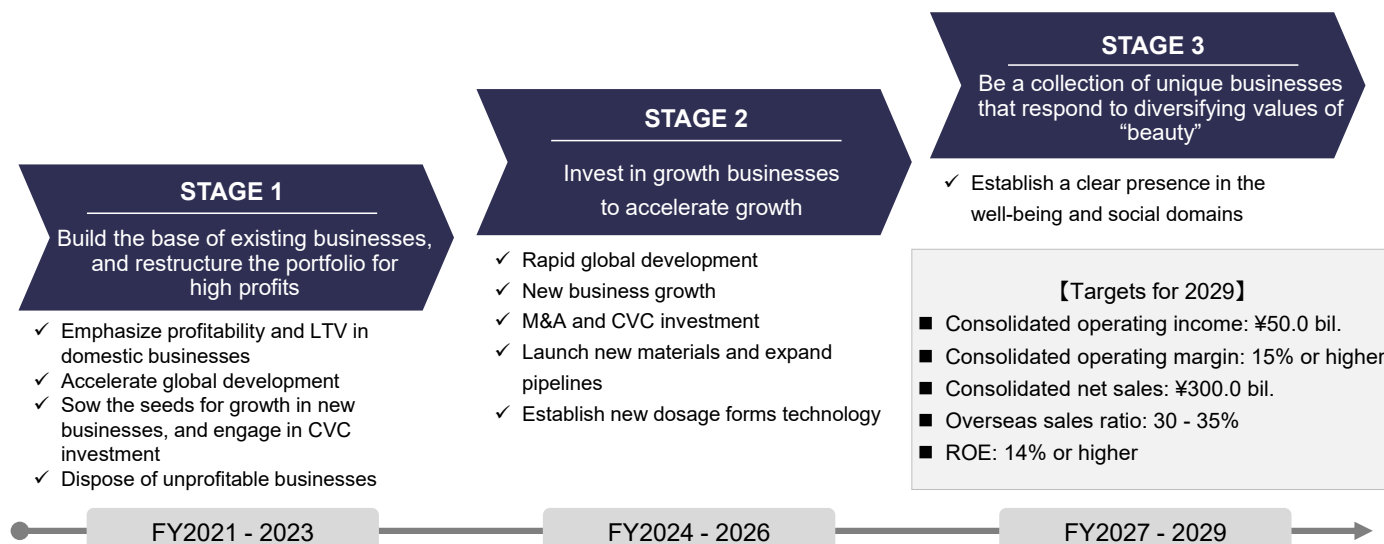 STAGE 1
Build the base of existing businesses,
and restructure the portfolio for
high profits
✓ Emphasize profitability and LTV in
domestic businesses
✓ Accelerate global development
✓ Sow the seeds for growth in new
businesses, and engage in CVC
investment
✓ Dispose of unprofitable businesses
FY2021 - 2023
STAGE 2
Invest in growth businesses
to accelerate growth
✓ Rapid global development
✓ New business growth
✓ M&A and CVC investment
✓ Launch new materials and expand
pipelines
✓ Establish new dosage forms technology
FY2024 - 2026
STAGE 3
Be a collection of unique businesses
that respond to diversifying values of
“beauty”
✓ Establish a clear presence in the
well-being and social domains
【Targets for 2029】
■ Consolidated operating income: ¥50.0 bil.
■ Consolidated operating margin: 15% or higher
■ Consolidated net sales: ¥300.0 bil.
■ Overseas sales ratio: 30 - 35%
■ ROE: 14% or higher
FY2027 - 2029